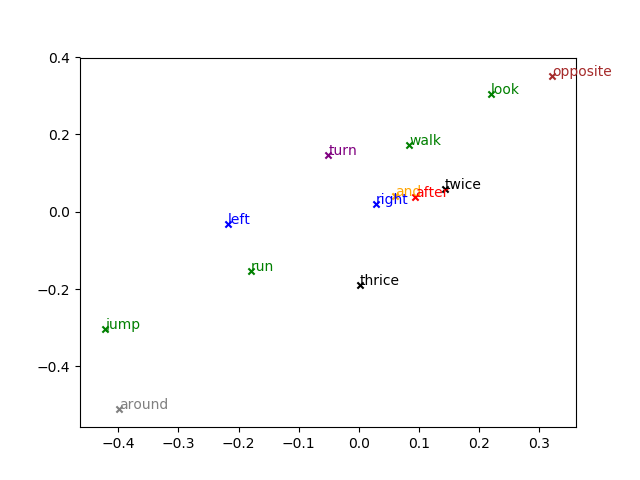 0.4
opposite
look
0.2
walk
turn
twice
and
after
right
0.0
left
run
−0.2
thrice
jump
−0.4
around
−0.4 −0.3 −0.2 −0.1 0.0 0.1 0.2 0.3